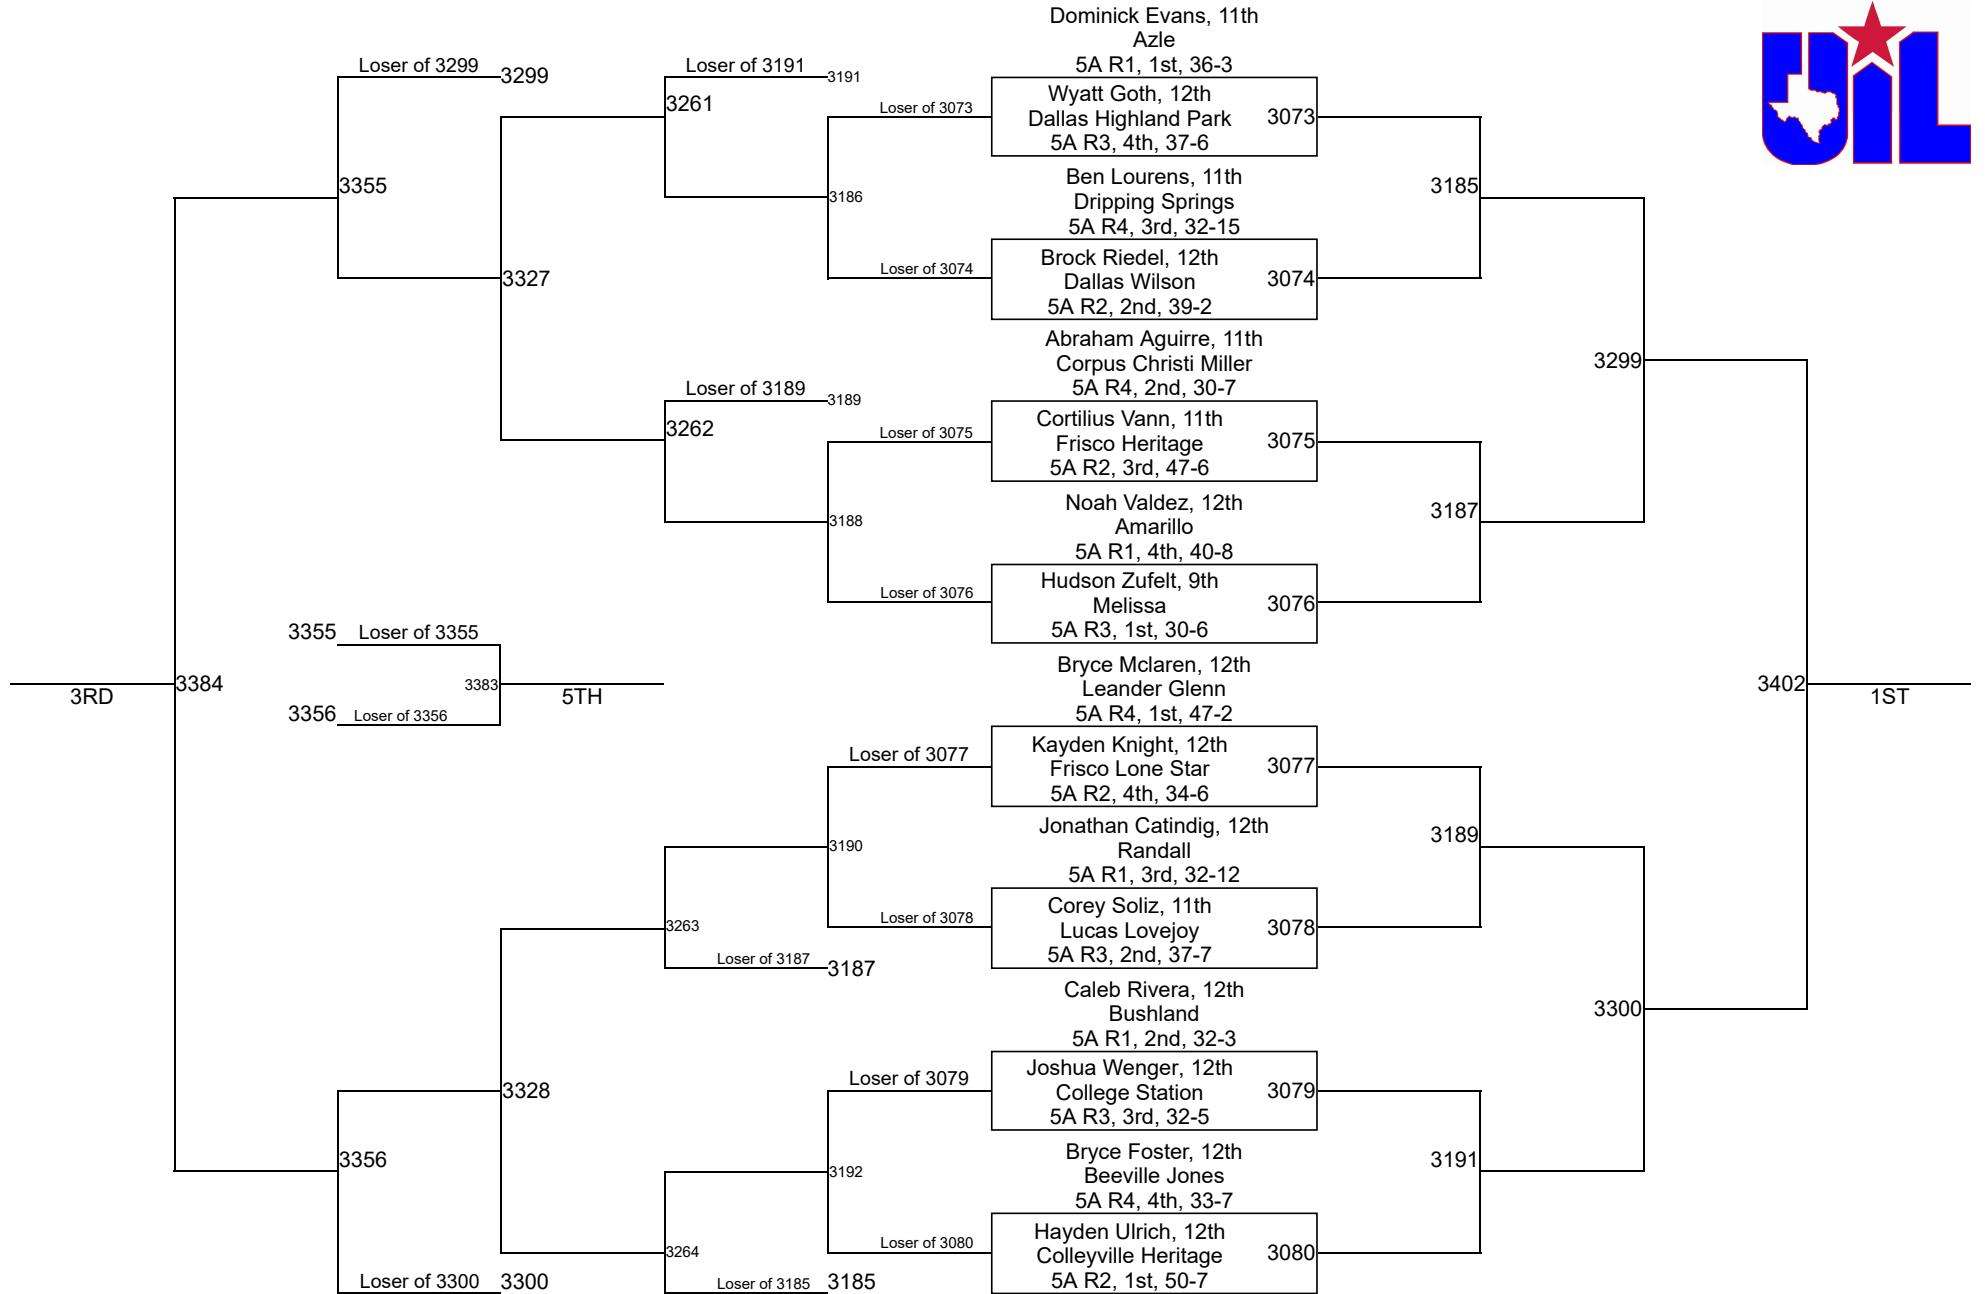 Dominick Evans, 11th
Azle
5A R1, 1st, 36-3
UIL
Loser of 3299 3299
Loser of 3191 3191
3261
Loser of 3073
Wyatt Goth, 12th
Dallas Highland Park
5A R3, 4th, 37-6
3073
3355
3186
Ben Lourens, 11th
Dripping Springs
5A R4, 3rd, 32-15
3185
Loser of 3074
Brock Riedel, 12th
Dallas Wilson
5A R2, 2nd, 39-2
3074
3327
Abraham Aguirre, 11th
Corpus Christi Miller
5A R4, 2nd, 30-7
3299
Loser of 3189 3189
3262
Loser of 3075
Cortilius Vann, 11th
Frisco Heritage
5A R2, 3rd, 47-6
3075
3188
Noah Valdez, 12th
Amarillo
5A R1, 4th, 40-8
3187
Loser of 3076
Hudson Zufelt, 9th
Melissa
5A R3, 1st, 30-6
3076
3355 Loser of 3355
3RD
3384
3383
5TH
3356 Loser of 3356
Bryce Mclaren, 12th
Leander Glenn
5A R4, 1st, 47-2
3402
1ST
Loser of 3077
Kayden Knight, 12th
Frisco Lone Star
5A R2, 4th, 34-6
3077
3190
Jonathan Catindig, 12th
Randall
5A R1, 3rd, 32-12
3189
Loser of 3078
Corey Soliz, 11th
Lucas Lovejoy
5A R3, 2nd, 37-7
3078
3263
Loser of 3187 3187
Caleb Rivera, 12th
Bushland
5A R1, 2nd, 32-3
3300
3328
Loser of 3079
Joshua Wenger, 12th
College Station
5A R3, 3rd, 32-5
3079
3356
3192
Bryce Foster, 12th
Beeville Jones
5A R4, 4th, 33-7
3191
Loser of 3080
Hayden Ulrich, 12th
Colleyville Heritage
5A R2, 1st, 50-7
3080
3264
Loser of 3300 3300
Loser of 3185 3185